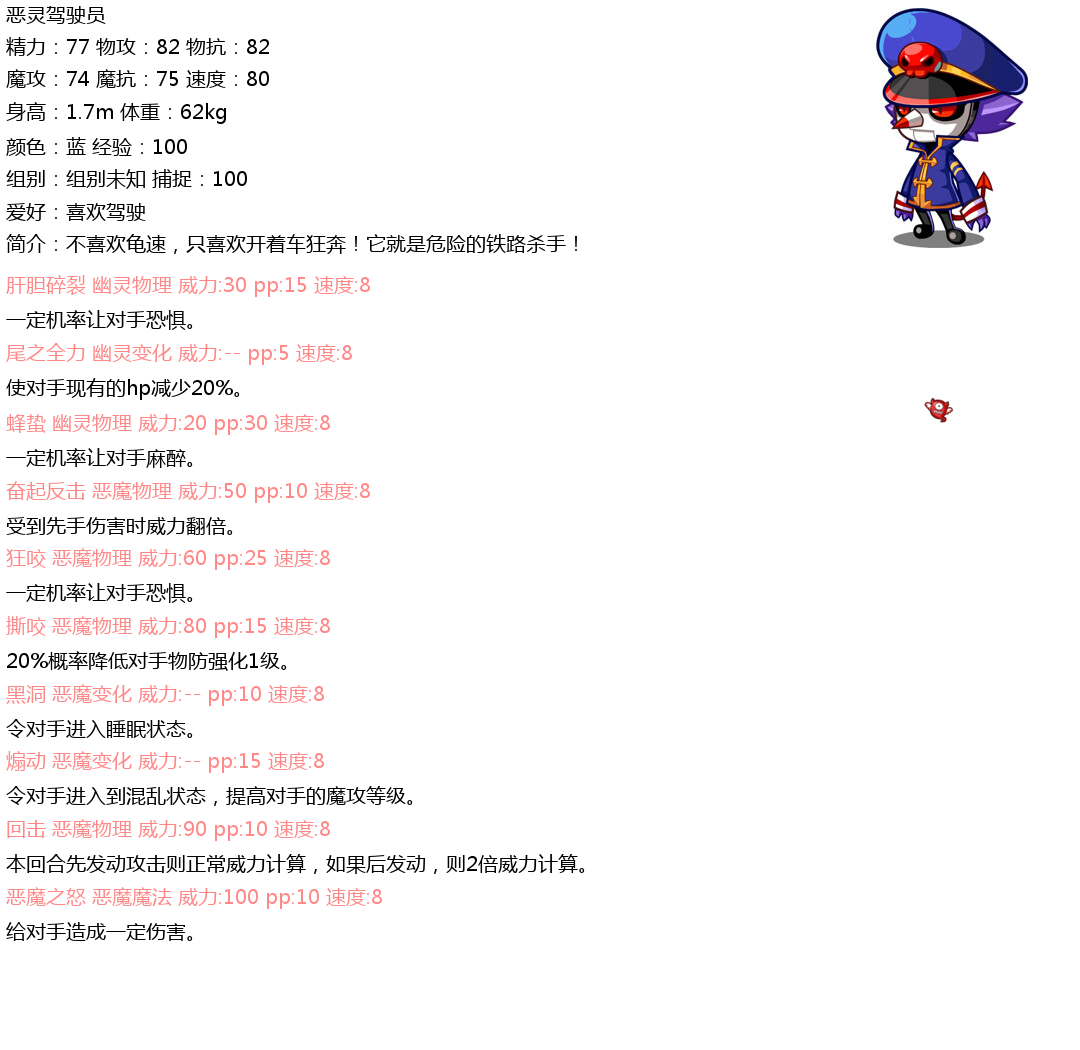 恶灵驾驶员
精力：77 物攻：82 物抗：82
魔攻：74 魔抗：75 速度：80
身高：1.7m 体重：62kg
颜色：蓝 经验：100
组别：组别未知 捕捉：100
爱好：喜欢驾驶
简介：不喜欢龟速，只喜欢开着车狂奔！它就是危险的铁路杀手！
肝胆碎裂 幽灵物理 威力:30 pp:15 速度:8
一定机率让对手恐惧。
尾之全力 幽灵变化 威力:-- pp:5 速度:8
使对手现有的hp减少20%。
蜂蛰 幽灵物理 威力:20 pp:30 速度:8
一定机率让对手麻醉。
奋起反击 恶魔物理 威力:50 pp:10 速度:8
受到先手伤害时威力翻倍。
狂咬 恶魔物理 威力:60 pp:25 速度:8
一定机率让对手恐惧。
撕咬 恶魔物理 威力:80 pp:15 速度:8
20%概率降低对手物防强化1级。
黑洞 恶魔变化 威力:-- pp:10 速度:8
令对手进入睡眠状态。
煽动 恶魔变化 威力:-- pp:15 速度:8
令对手进入到混乱状态，提高对手的魔攻等级。
回击 恶魔物理 威力:90 pp:10 速度:8
本回合先发动攻击则正常威力计算，如果后发动，则2倍威力计算。
恶魔之怒 恶魔魔法 威力:100 pp:10 速度:8
给对手造成一定伤害。